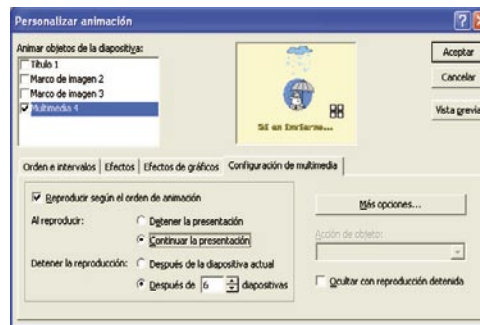 Personalizar animación
Animar objetos de la diapositiva:
Título 1
Marco de imagen 2
Marco de imagen 3
Multimedia 4
Aceptar
Cancelar
Vista previa
Orden e intervalos
Efectos
Efectos de gráficos
Configuración de multimedia
Reproducir según el orden de animación
Al reproducir:
Detener la presentación
Continuar la presentación
Detener la reproducción:
Después de la diapositiva actual
Después de 6 diapositivas
Más opciones...
Acción de objeto:
Ocultar con reproducción detenida